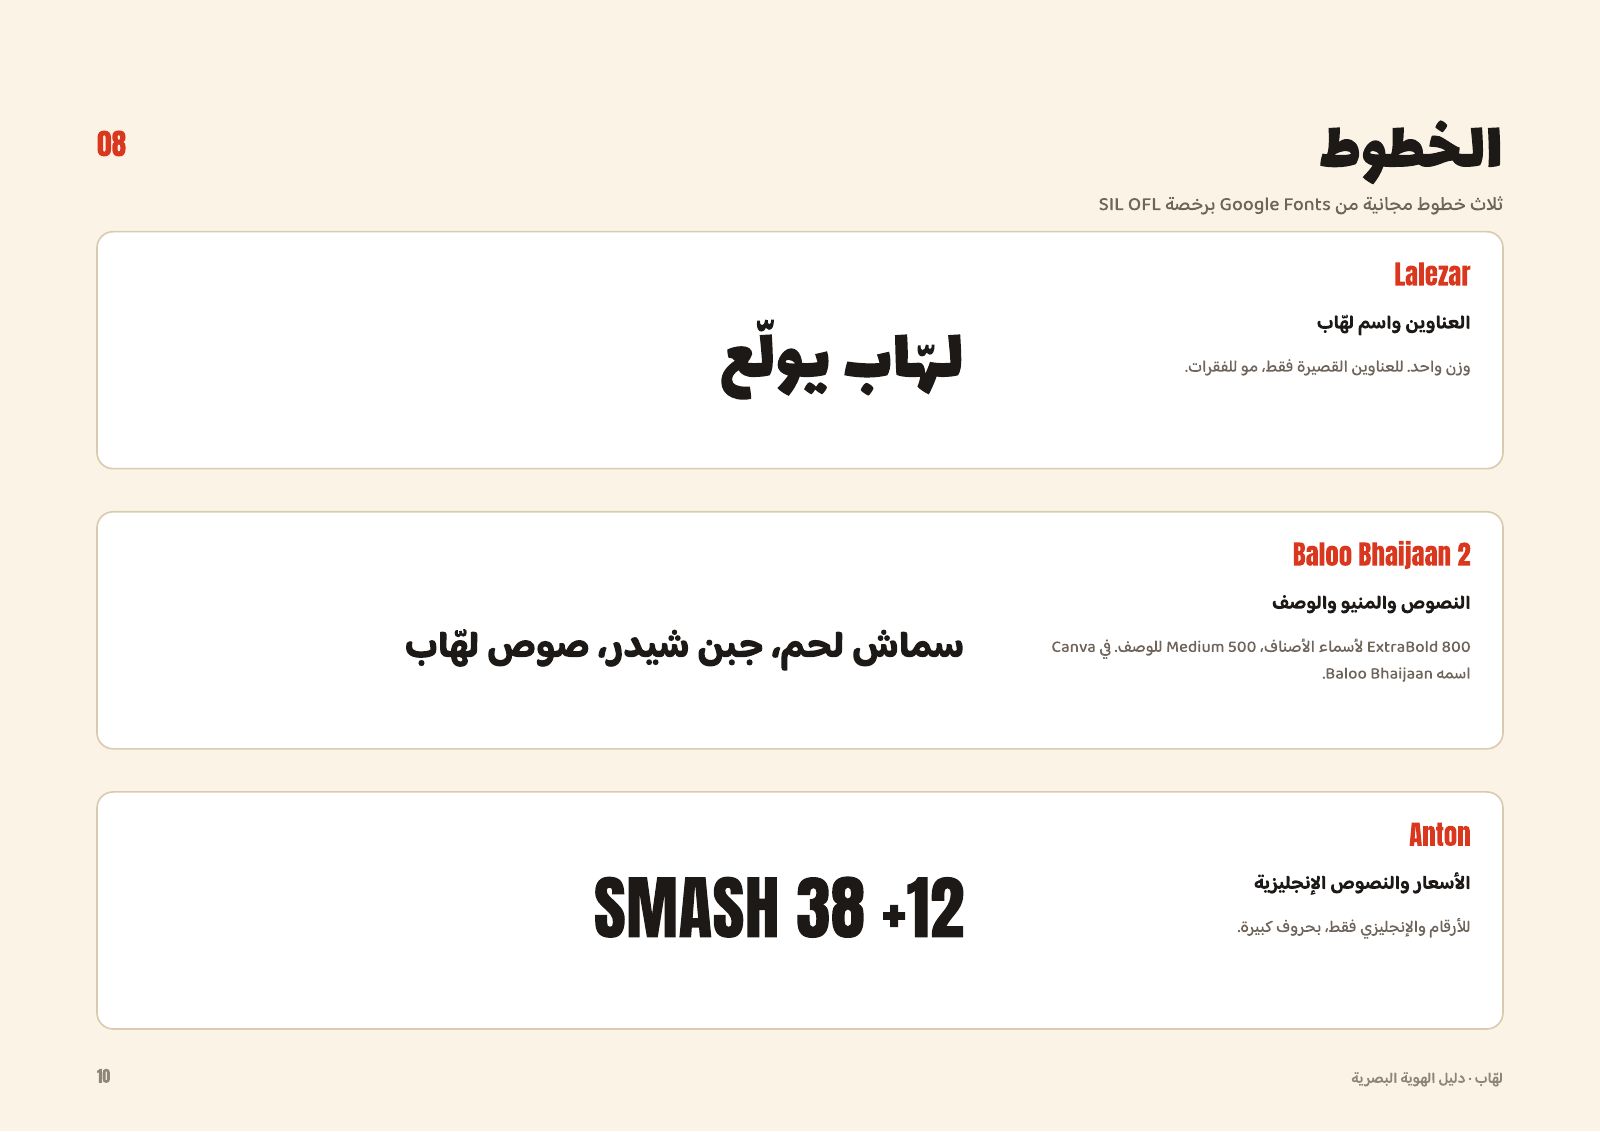 الخطوط
08
ثلاث خطوط مجانية من Google Fonts برخصة SIL OFL
Lalezar
العناوين واسم لهّاب
وزن واحد. للعناوين القصيرة فقط، مو للفقرات.
لهّاب يولّع
Baloo Bhaijaan 2
النصوص والمنيو والوصف
ExtraBold 800 لأسماء الأصناف، Medium 500 للوصف. في Canva
اسمه Baloo Bhaijaan.
سماش لحم، جبن شيدر، صوص لهّاب
Anton
الأسعار والنصوص الإنجليزية
للأرقام والإنجليزي فقط، بحروف كبيرة.
SMASH 38 +12
لهّاب · دليل الهوية البصرية
10